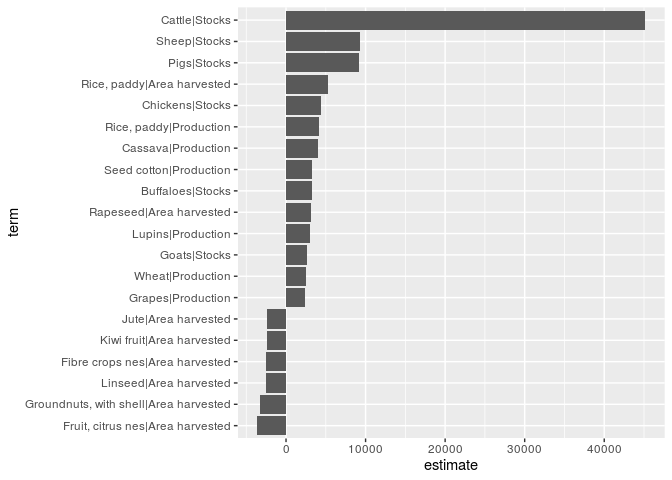 Cattle|Stocks
Sheep|Stocks
Pigs|Stocks
Rice, paddy|Area harvested
Chickens|Stocks
Rice, paddy|Production
Cassava|Production
Seed cotton|Production
Buffaloes|Stocks
Rapeseed|Area harvested
Lupins|Production
Goats|Stocks
Wheat|Production
Grapes|Production
Jute|Area harvested
Kiwi fruit|Area harvested
Fibre crops nes|Area harvested
Linseed|Area harvested
Groundnuts, with shell|Area harvested
Fruit, citrus nes|Area harvested
term
0 10000 20000 30000 40000
estimate